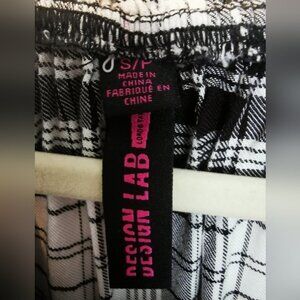 S/P
MADE IN
CHINA
FABRIQUÉ EN
CHINE
DESIGN LAB